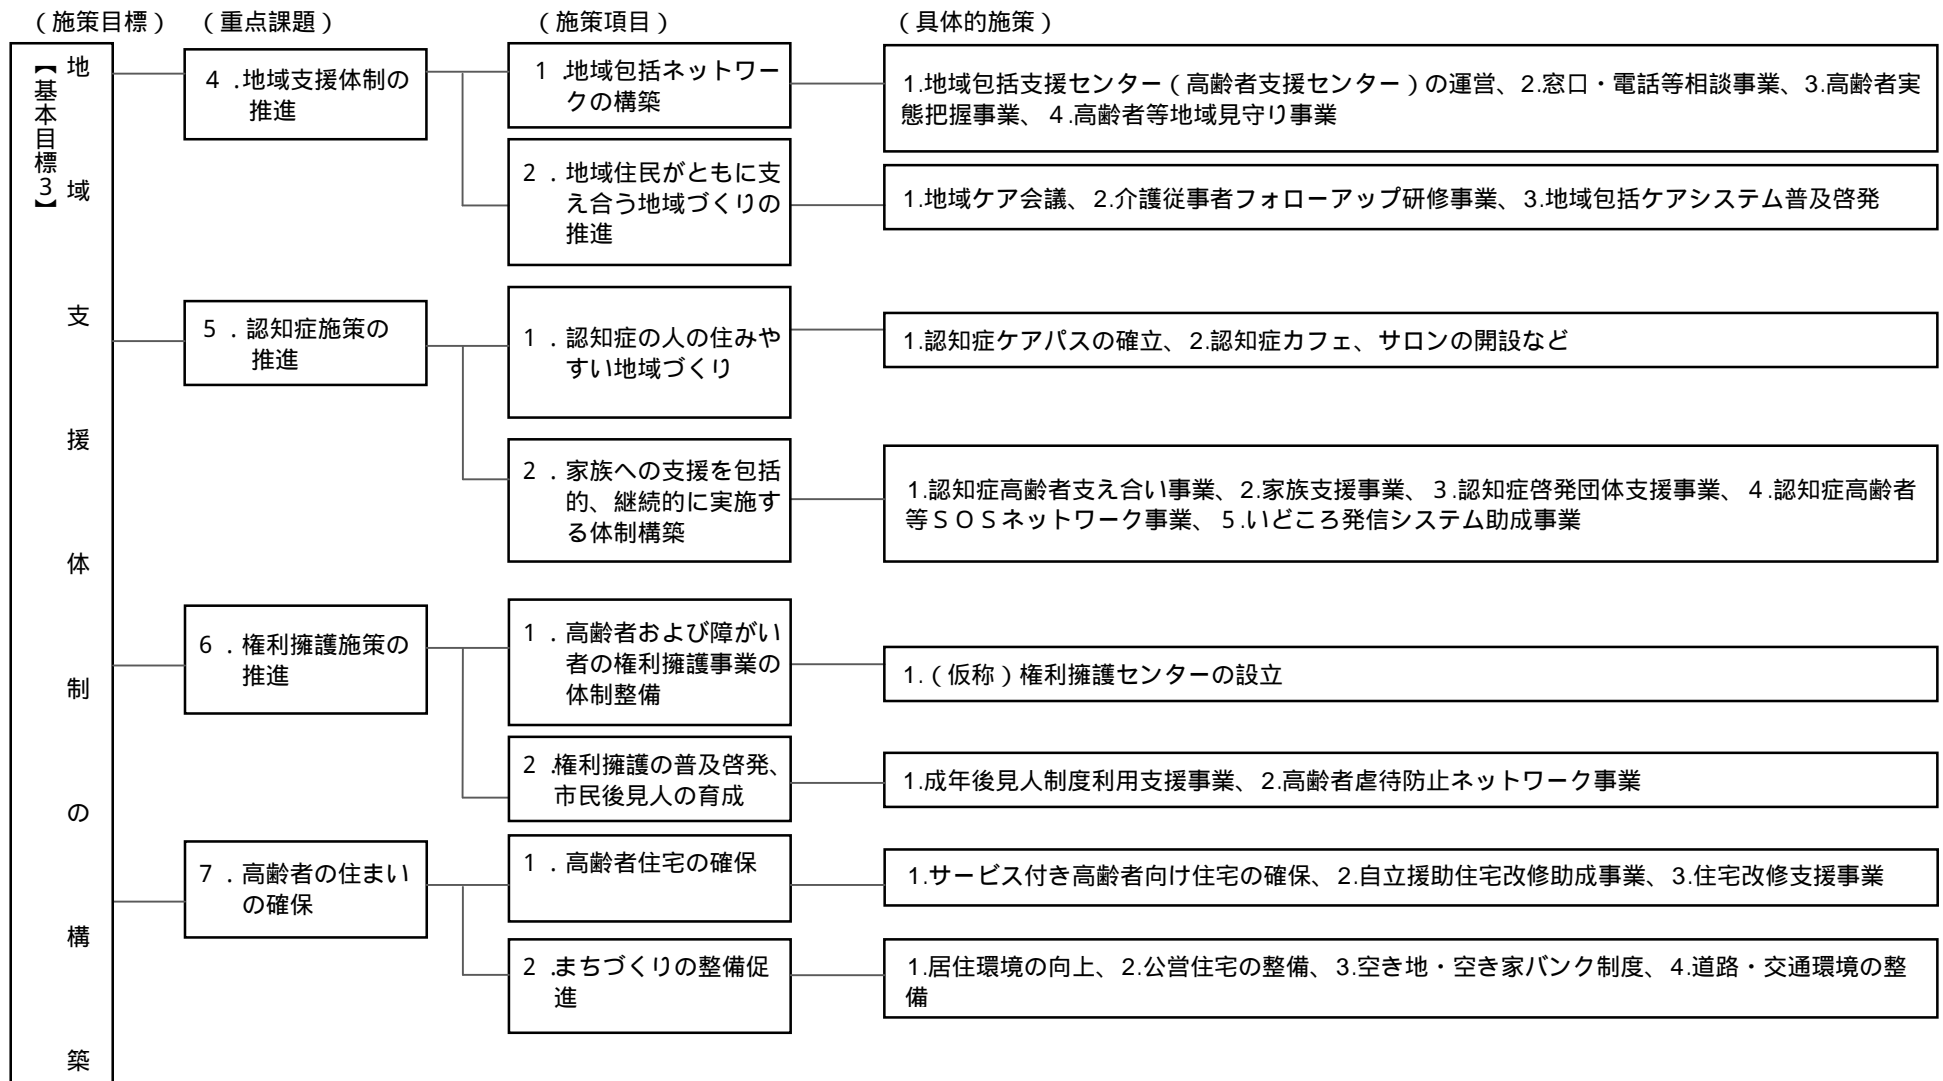 （施策目標）
（重点課題）
（施策項目）
（具体的施策）
【基本目標３】
地域支援体制の構築
４．地域支援体制の
推進
１．地域包括ネットワー
クの構築
1.地域包括支援センター（高齢者支援センター）の運営、2.窓口・電話等相談事業、3.高齢者実
態把握事業、４.高齢者等地域見守り事業
２．地域住民がともに支
え合う地域づくりの
推進
1.地域ケア会議、2.介護従事者フォローアップ研修事業、3.地域包括ケアシステム普及啓発
５．認知症施策の
推進
１．認知症の人の住みや
すい地域づくり
1.認知症ケアパスの確立、2.認知症カフェ、サロンの開設など
２．家族への支援を包括
的、継続的に実施す
る体制構築
1.認知症高齢者支え合い事業、2.家族支援事業、３.認知症啓発団体支援事業、４.認知症高齢者
等ＳＯＳネットワーク事業、５.いどころ発信システム助成事業
６．権利擁護施策の
推進
１．高齢者および障がい
者の権利擁護事業の
体制整備
1.（仮称）権利擁護センターの設立
２．権利擁護の普及啓発、
市民後見人の育成
1.成年後見人制度利用支援事業、2.高齢者虐待防止ネットワーク事業
７．高齢者の住まい
の確保
１．高齢者住宅の確保
1.サービス付き高齢者向け住宅の確保、2.自立援助住宅改修助成事業、3.住宅改修支援事業
２．まちづくりの整備促
進
1.居住環境の向上、2.公営住宅の整備、3.空き地・空き家バンク制度、4.道路・交通環境の整
備